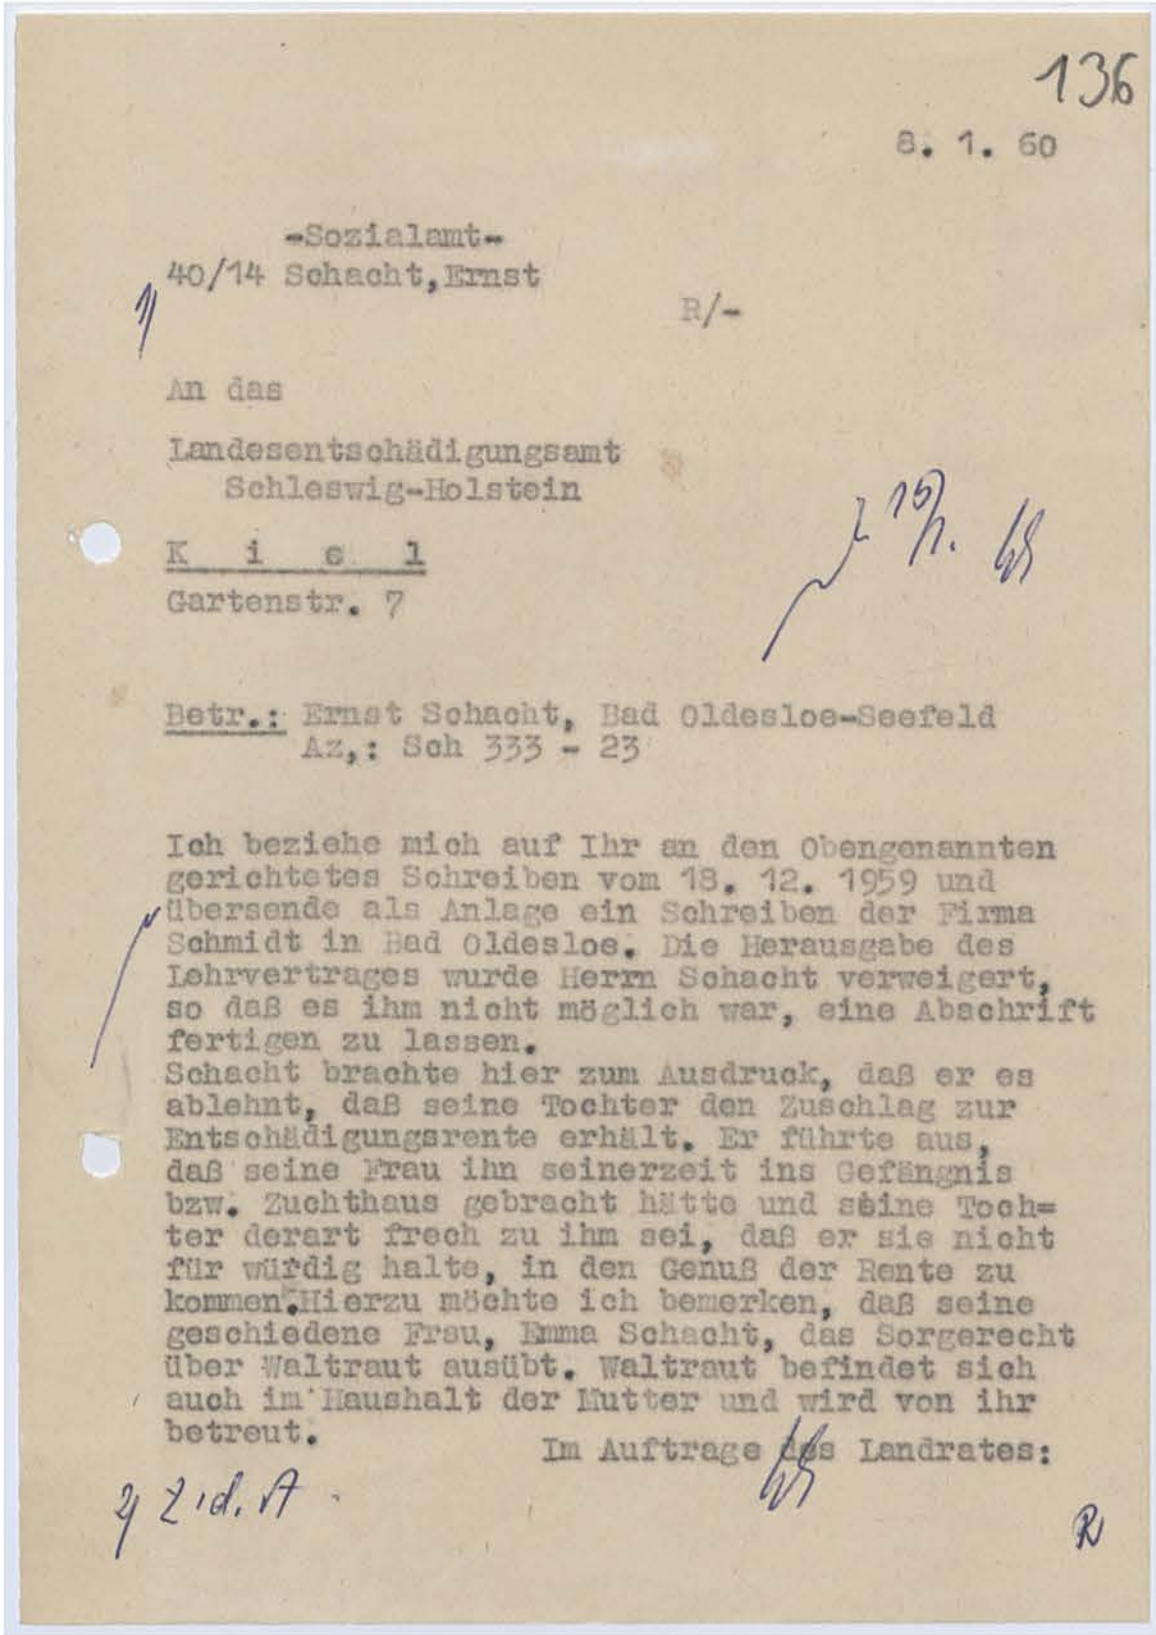 136
8. 1. 60
-Sozialamt-
40/14 Schacht,Ernst
1)
R/-
An das
Landesentschädigungsamt
Schleswig-Holstein
K i e l
Gartenstr. 7
Z 15/1.
Betr.: Ernst Schacht, Bad Oldesloe-Seefeld
Az,: Sch 333 - 23
Ich beziehe mich auf Ihr an den Obengenannten
gerichtetes Schreiben vom 18. 12. 1959 und
übersende als Anlage ein Schreiben der Firma
Schmidt in Bad Oldesloe. Die Herausgabe des
Lehrvertrages wurde Herrn Schacht verweigert,
so daß es ihm nicht möglich war, eine Abschrift
fertigen zu lassen.
Schacht brachte hier zum Ausdruck, daß er es
ablehnt, daß seine Tochter den Zuschlag zur
Entschädigungsrente erhält. Er führte aus,
daß seine Frau ihn seinerzeit ins Gefängnis
bzw. Zuchthaus gebracht hätte und seine Toch=
ter derart frech zu ihm sei, daß er sie nicht
für würdig halte, in den Genuß der Rente zu
kommen.Hierzu möchte ich bemerken, daß seine
geschiedene Frau, Emma Schacht, das Sorgerecht
über Waltraut ausübt. Waltraut befindet sich
auch im Haushalt der Mutter und wird von ihr
betreut.
Im Auftrage des Landrates:
2) Z.d.A.
R